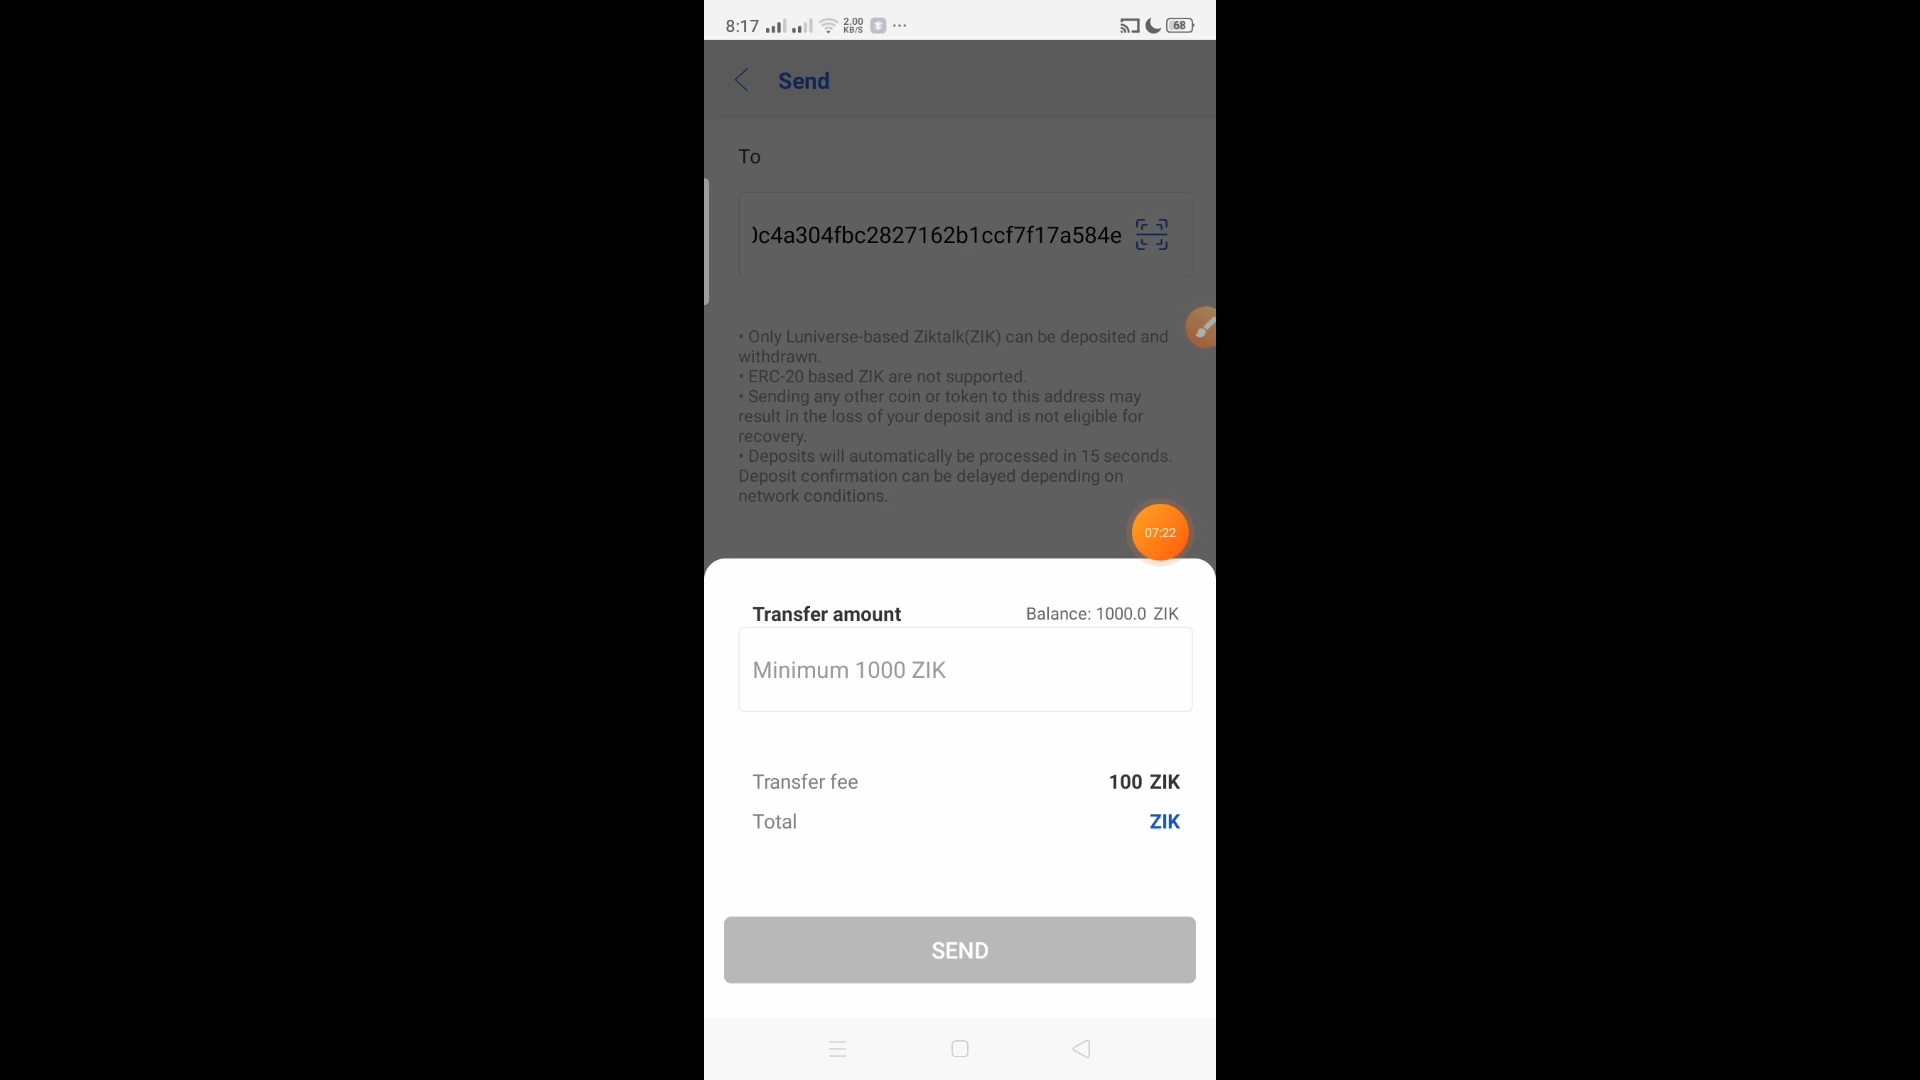 8:17 2.00 KB/S ... 68
Send
To
0c4a304fbc2827162b1ccf7f17a584e
• Only Luniverse-based Ziktalk(ZIK) can be deposited and
withdrawn.
• ERC-20 based ZIK are not supported.
• Sending any other coin or token to this address may
result in the loss of your deposit and is not eligible for
recovery.
• Deposits will automatically be processed in 15 seconds.
Deposit confirmation can be delayed depending on
network conditions.
07:22
Transfer amount Balance: 1000.0 ZIK
Minimum 1000 ZIK
Transfer fee 100 ZIK
Total ZIK
SEND